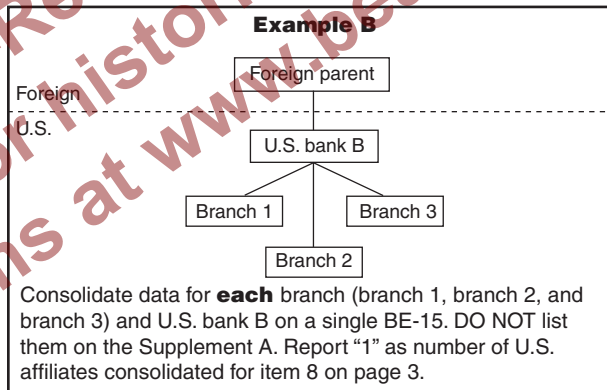 Example B
Foreign parent
Foreign
U.S.
U.S. bank B
Branch 1
Branch 3
Branch 2
Consolidate data for each branch (branch 1, branch 2, and
branch 3) and U.S. bank B on a single BE-15. DO NOT list
them on the Supplement A. Report “1” as number of U.S.
affiliates consolidated for item 8 on page 3.